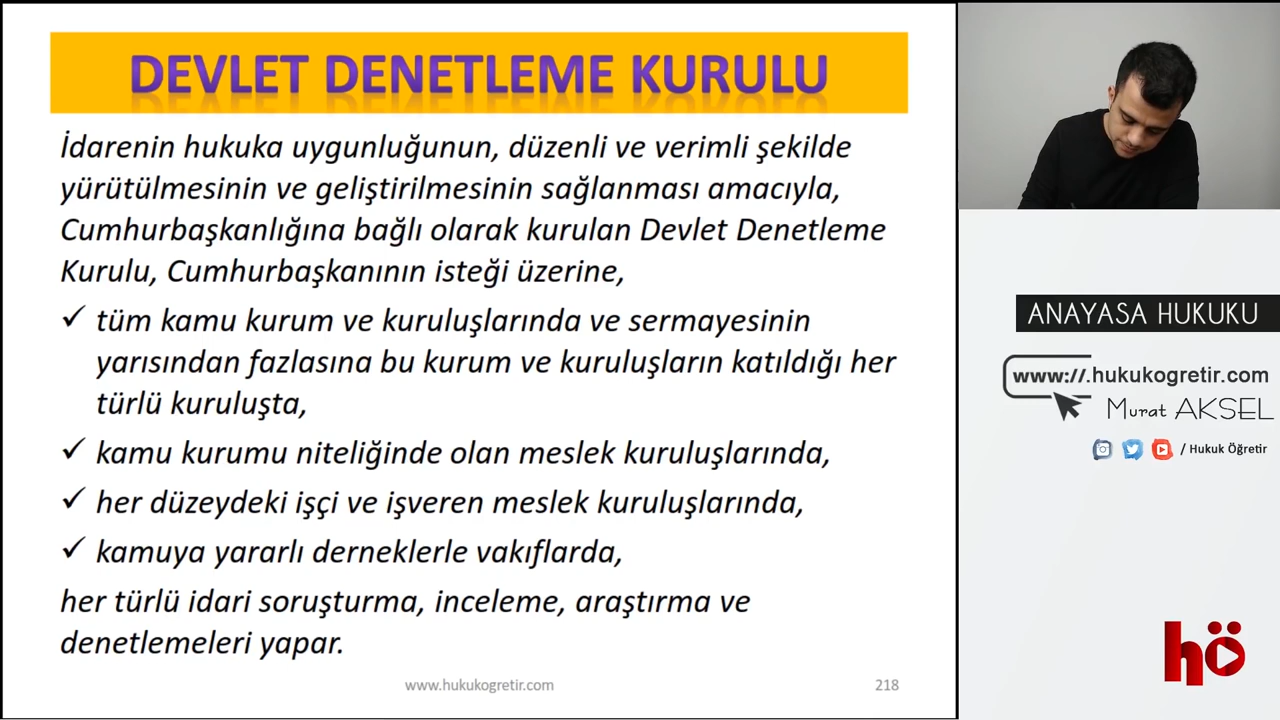 DEVLET DENETLEME KURULU
İdarenin hukuka uygunluğunun, düzenli ve verimli şekilde
yürütülmesinin ve geliştirilmesinin sağlanması amacıyla,
Cumhurbaşkanlığına bağlı olarak kurulan Devlet Denetleme
Kurulu, Cumhurbaşkanının isteği üzerine,
✓ tüm kamu kurum ve kuruluşlarında ve sermayesinin
yarısından fazlasına bu kurum ve kuruluşların katıldığı her
türlü kuruluşta,
✓ kamu kurumu niteliğinde olan meslek kuruluşlarında,
✓ her düzeydeki işçi ve işveren meslek kuruluşlarında,
✓ kamuya yararlı derneklerle vakıflarda,
her türlü idari soruşturma, inceleme, araştırma ve
denetlemeleri yapar.
www.hukukogretir.com
218
ANAYASA HUKUKU
www://.hukukogretir.com
Murat AKSEL
/ Hukuk Öğretir
hö